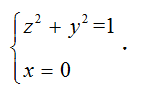 z² + y² = 1
x = 0 .